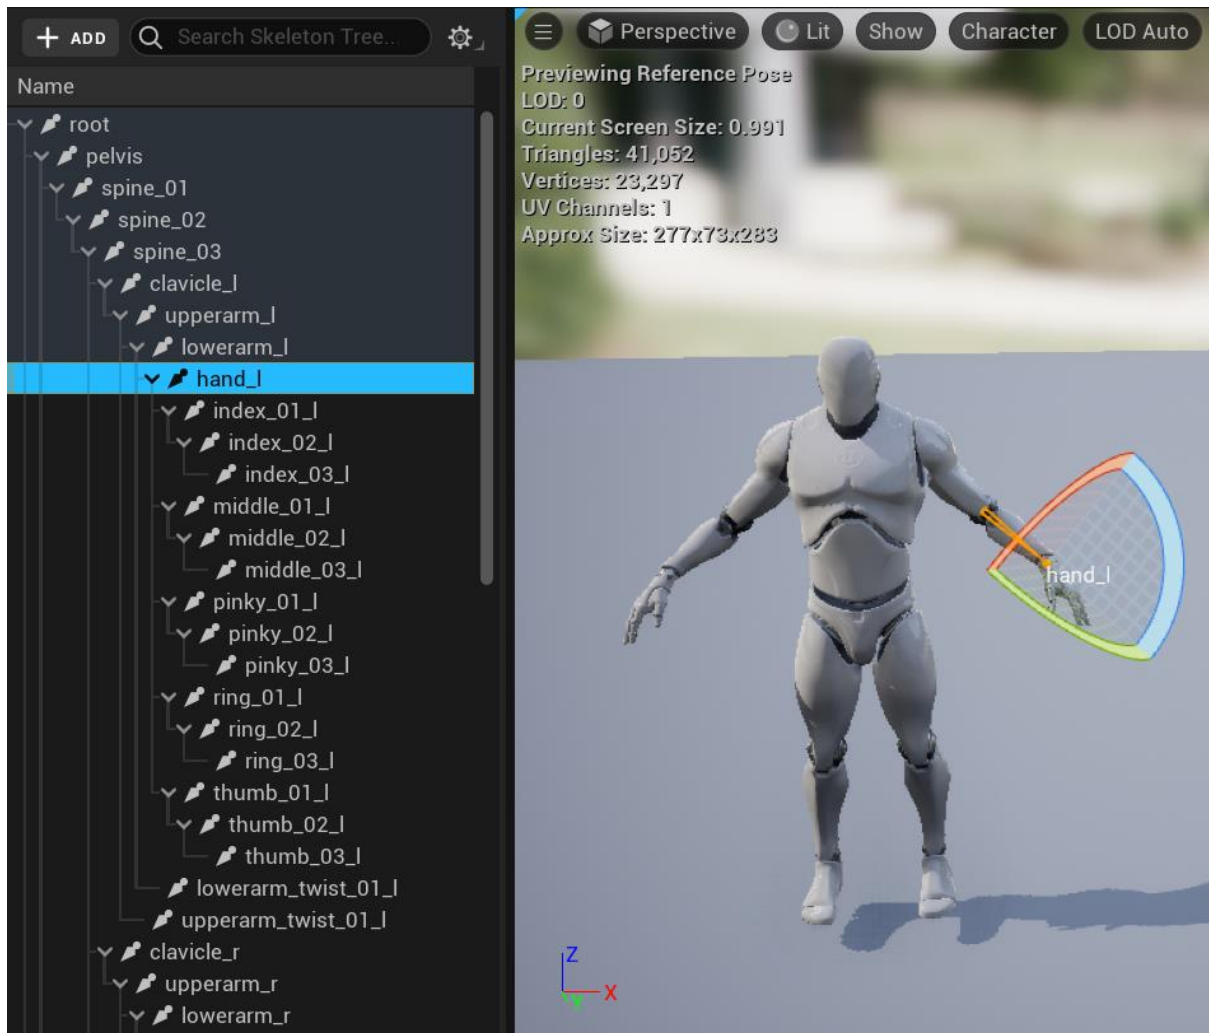 + ADD
Search Skeleton Tree..
Name
root
pelvis
spine_01
spine_02
spine_03
clavicle_l
upperarm_l
lowerarm_l
hand_l
index_01_l
index_02_l
index_03_l
middle_01_l
middle_02_l
middle_03_l
pinky_01_l
pinky_02_l
pinky_03_l
ring_01_l
ring_02_l
ring_03_l
thumb_01_l
thumb_02_l
thumb_03_l
lowerarm_twist_01_l
upperarm_twist_01_l
clavicle_r
upperarm_r
lowerarm_r
Perspective Lit Show Character LOD Auto
Previewing Reference Pose
LOD: 0
Current Screen Size: 0.991
Triangles: 41,052
Vertices: 23,297
UV Channels: 1
Approx Size: 277x73x283
hand_l
Z
X
Y